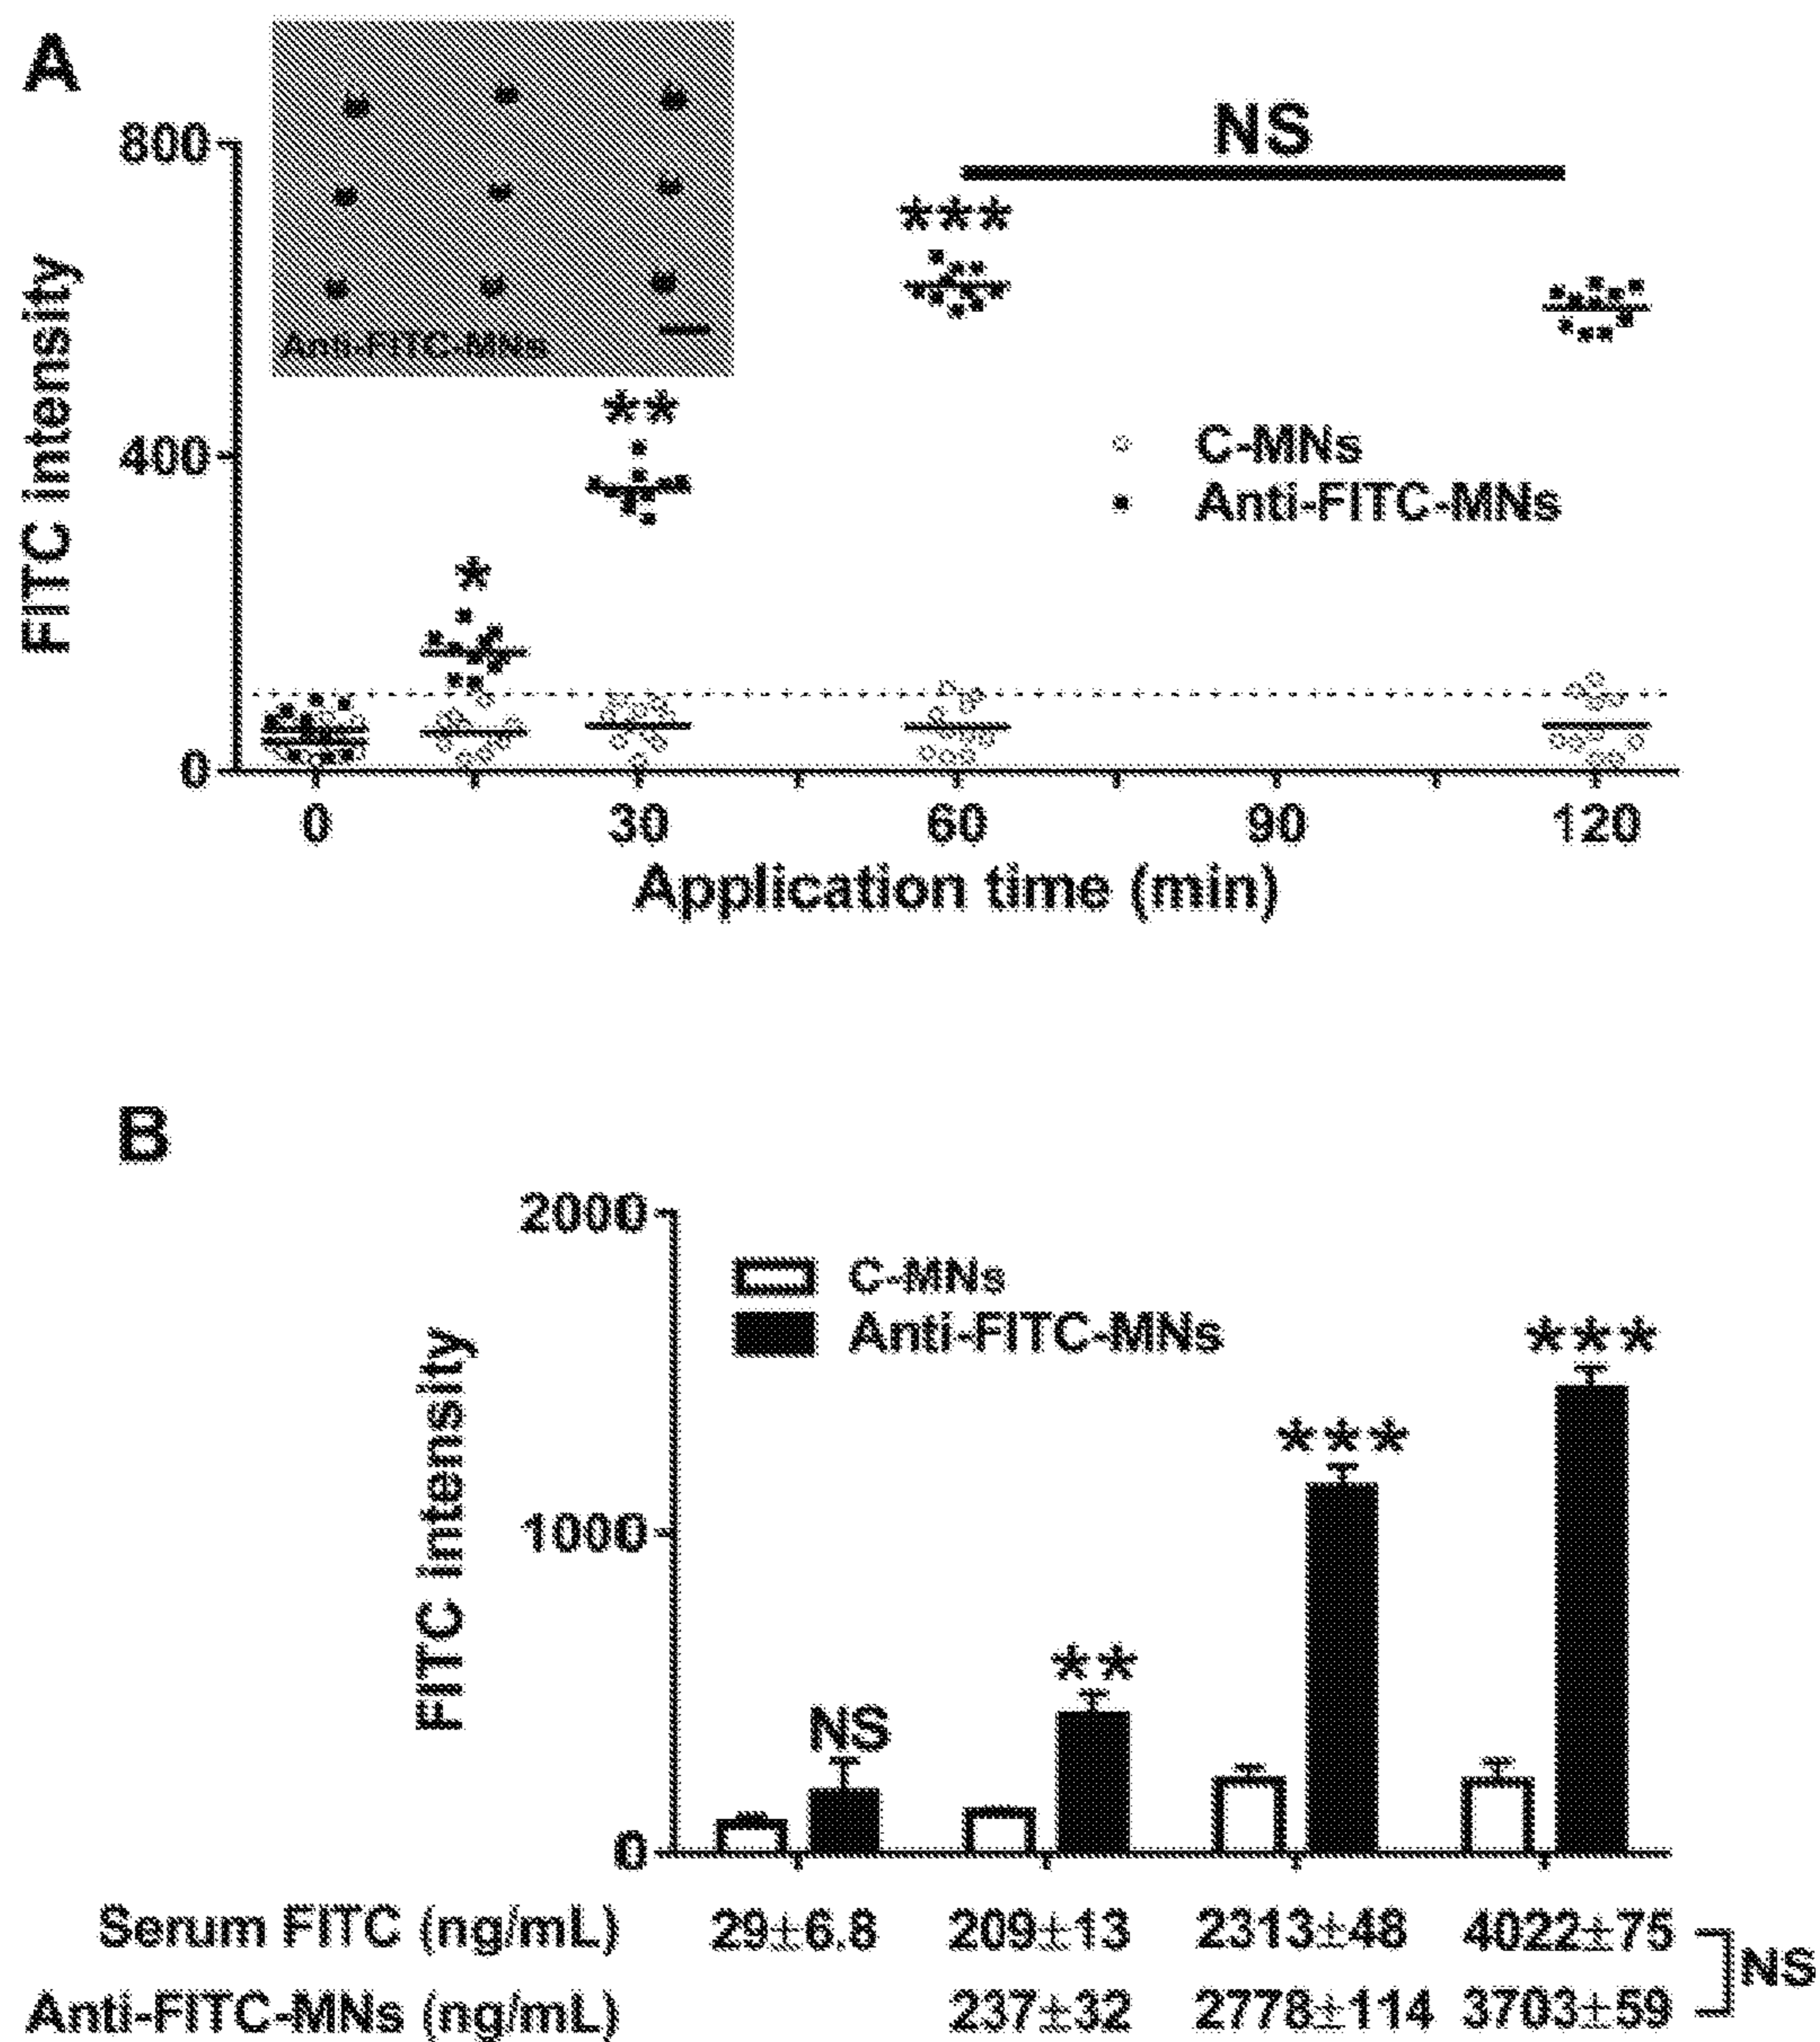 A
800
NS
***
Anti-FITC-MNs
**
400
C-MNs
Anti-FITC-MNs
*
0
FITC intensity
0 30 60 90 120
Application time (min)
B
2000
C-MNs
Anti-FITC-MNs
***
***
1000
**
NS
0
FITC intensity
Serum FITC (ng/mL) 29±6.8 209±13 2313±48 4022±75
NS
Anti-FITC-MNs (ng/mL) 237±32 2778±114 3703±59